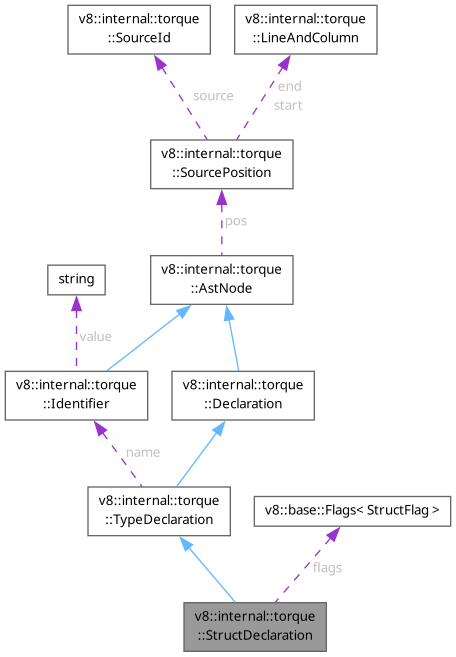 v8::internal::torque
::SourceId
v8::internal::torque
::LineAndColumn
source
end
start
v8::internal::torque
::SourcePosition
pos
v8::internal::torque
::AstNode
string
value
v8::internal::torque
::Identifier
v8::internal::torque
::Declaration
name
v8::internal::torque
::TypeDeclaration
v8::base::Flags< StructFlag >
flags
v8::internal::torque
::StructDeclaration